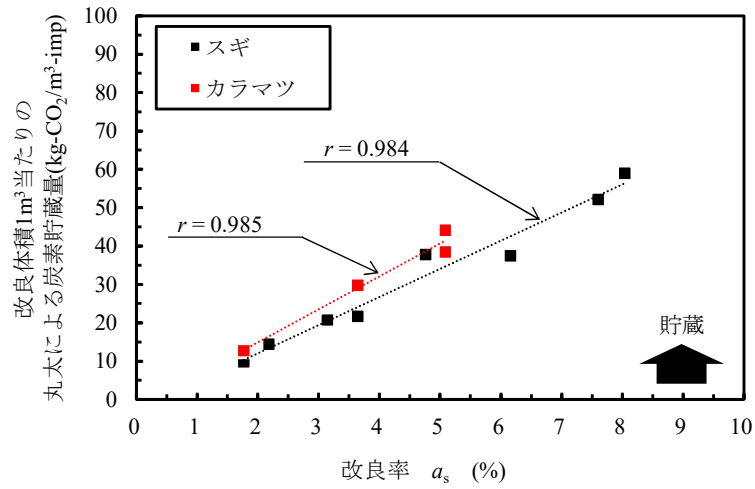 改良体積1m³当たりの
丸太による炭素貯蔵量(kg-CO₂/m³-imp)
100
90
80
70
60
50
40
30
20
10
0
スギ
カラマツ
r = 0.984
r = 0.985
貯蔵
0 1 2 3 4 5 6 7 8 9 10
改良率 aₛ (%)